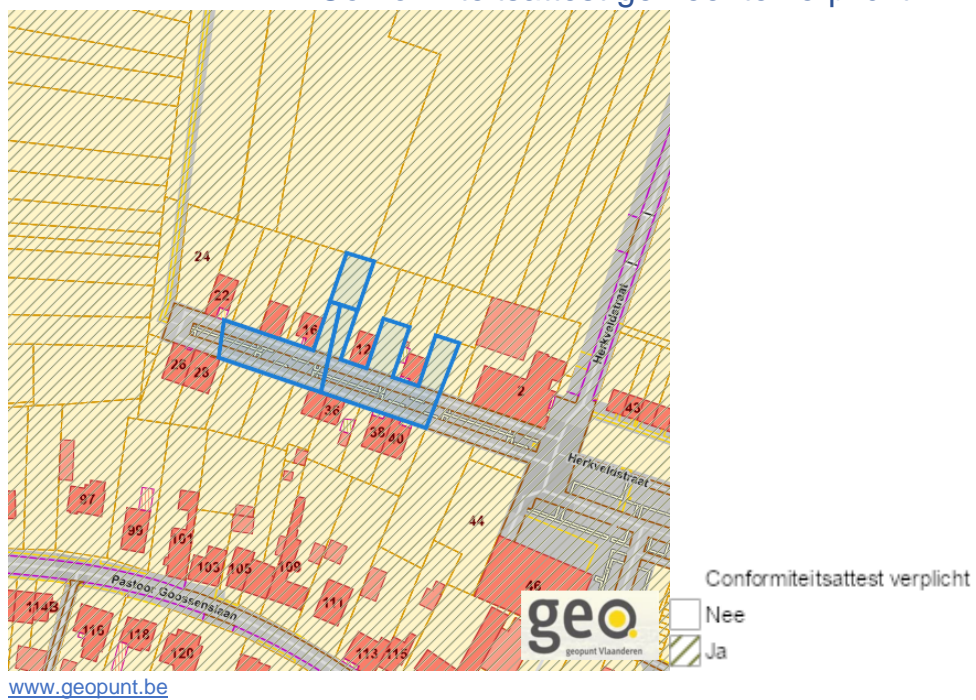 24
22
16
12
26
28
36
38
40
2
43
Herkveldstraat
Herkveldstraat
44
46
97
99
101
103
105
109
111
Pastoor Goossenslaan
114B
116
118
120
113
115
geo
geopunt Vlaanderen
Conformiteitsattest verplicht
Nee
Ja
www.geopunt.be